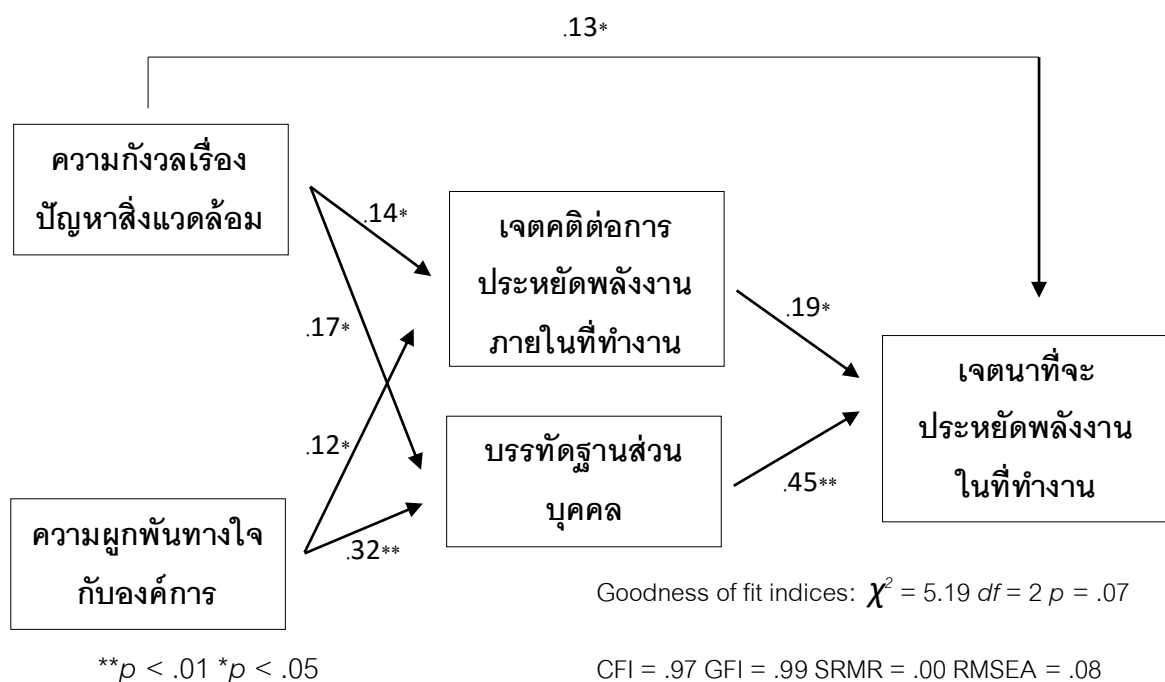 .13*
ความกังวลเรื่อง
ปัญหาสิ่งแวดล้อม
.14*
เจตคติต่อการ
ประหยัดพลังงาน
ภายในที่ทำงาน
.17*
.19*
เจตนาที่จะ
ประหยัดพลังงาน
ในที่ทำงาน
.12*
บรรทัดฐานส่วน
บุคคล
.45**
ความผูกพันทางใจ
กับองค์การ
.32**
Goodness of fit indices: χ² = 5.19 df = 2 p = .07
**p < .01 *p < .05
CFI = .97 GFI = .99 SRMR = .00 RMSEA = .08